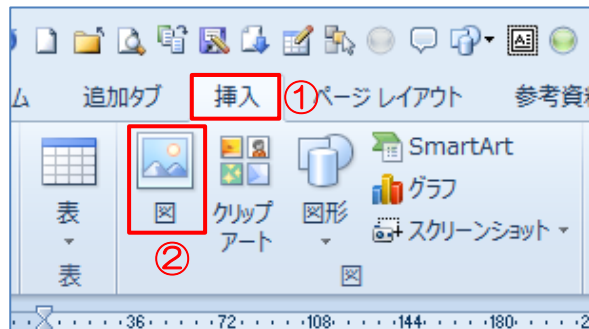 ム 追加タブ 挿入 ① ページ レイアウト 参考資料
表
図
クリップ
アート
図形
SmartArt
グラフ
スクリーンショット
②
表
図
36 72 108 144 180 2